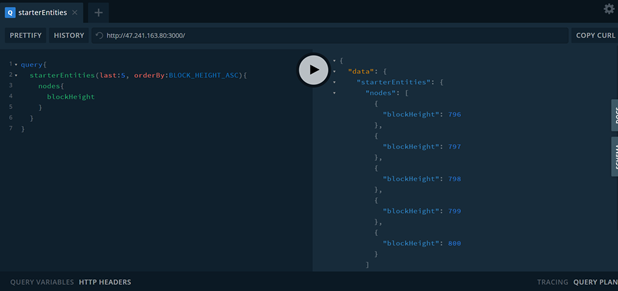 Q starterEntities ×
+
PRETTIFY HISTORY http://47.241.163.80:3000/ COPY CURL
1 query{
2 starterEntities(last:5, orderBy:BLOCK_HEIGHT_ASC){
3 nodes{
4 blockHeight
5 }
6 }
7 }
{
"data": {
"starterEntities": {
"nodes": [
{
"blockHeight": 796
},
{
"blockHeight": 797
},
{
"blockHeight": 798
},
{
"blockHeight": 799
},
{
"blockHeight": 800
}
]
DOCS
SCHEMA
QUERY VARIABLES HTTP HEADERS
TRACING QUERY PLAN